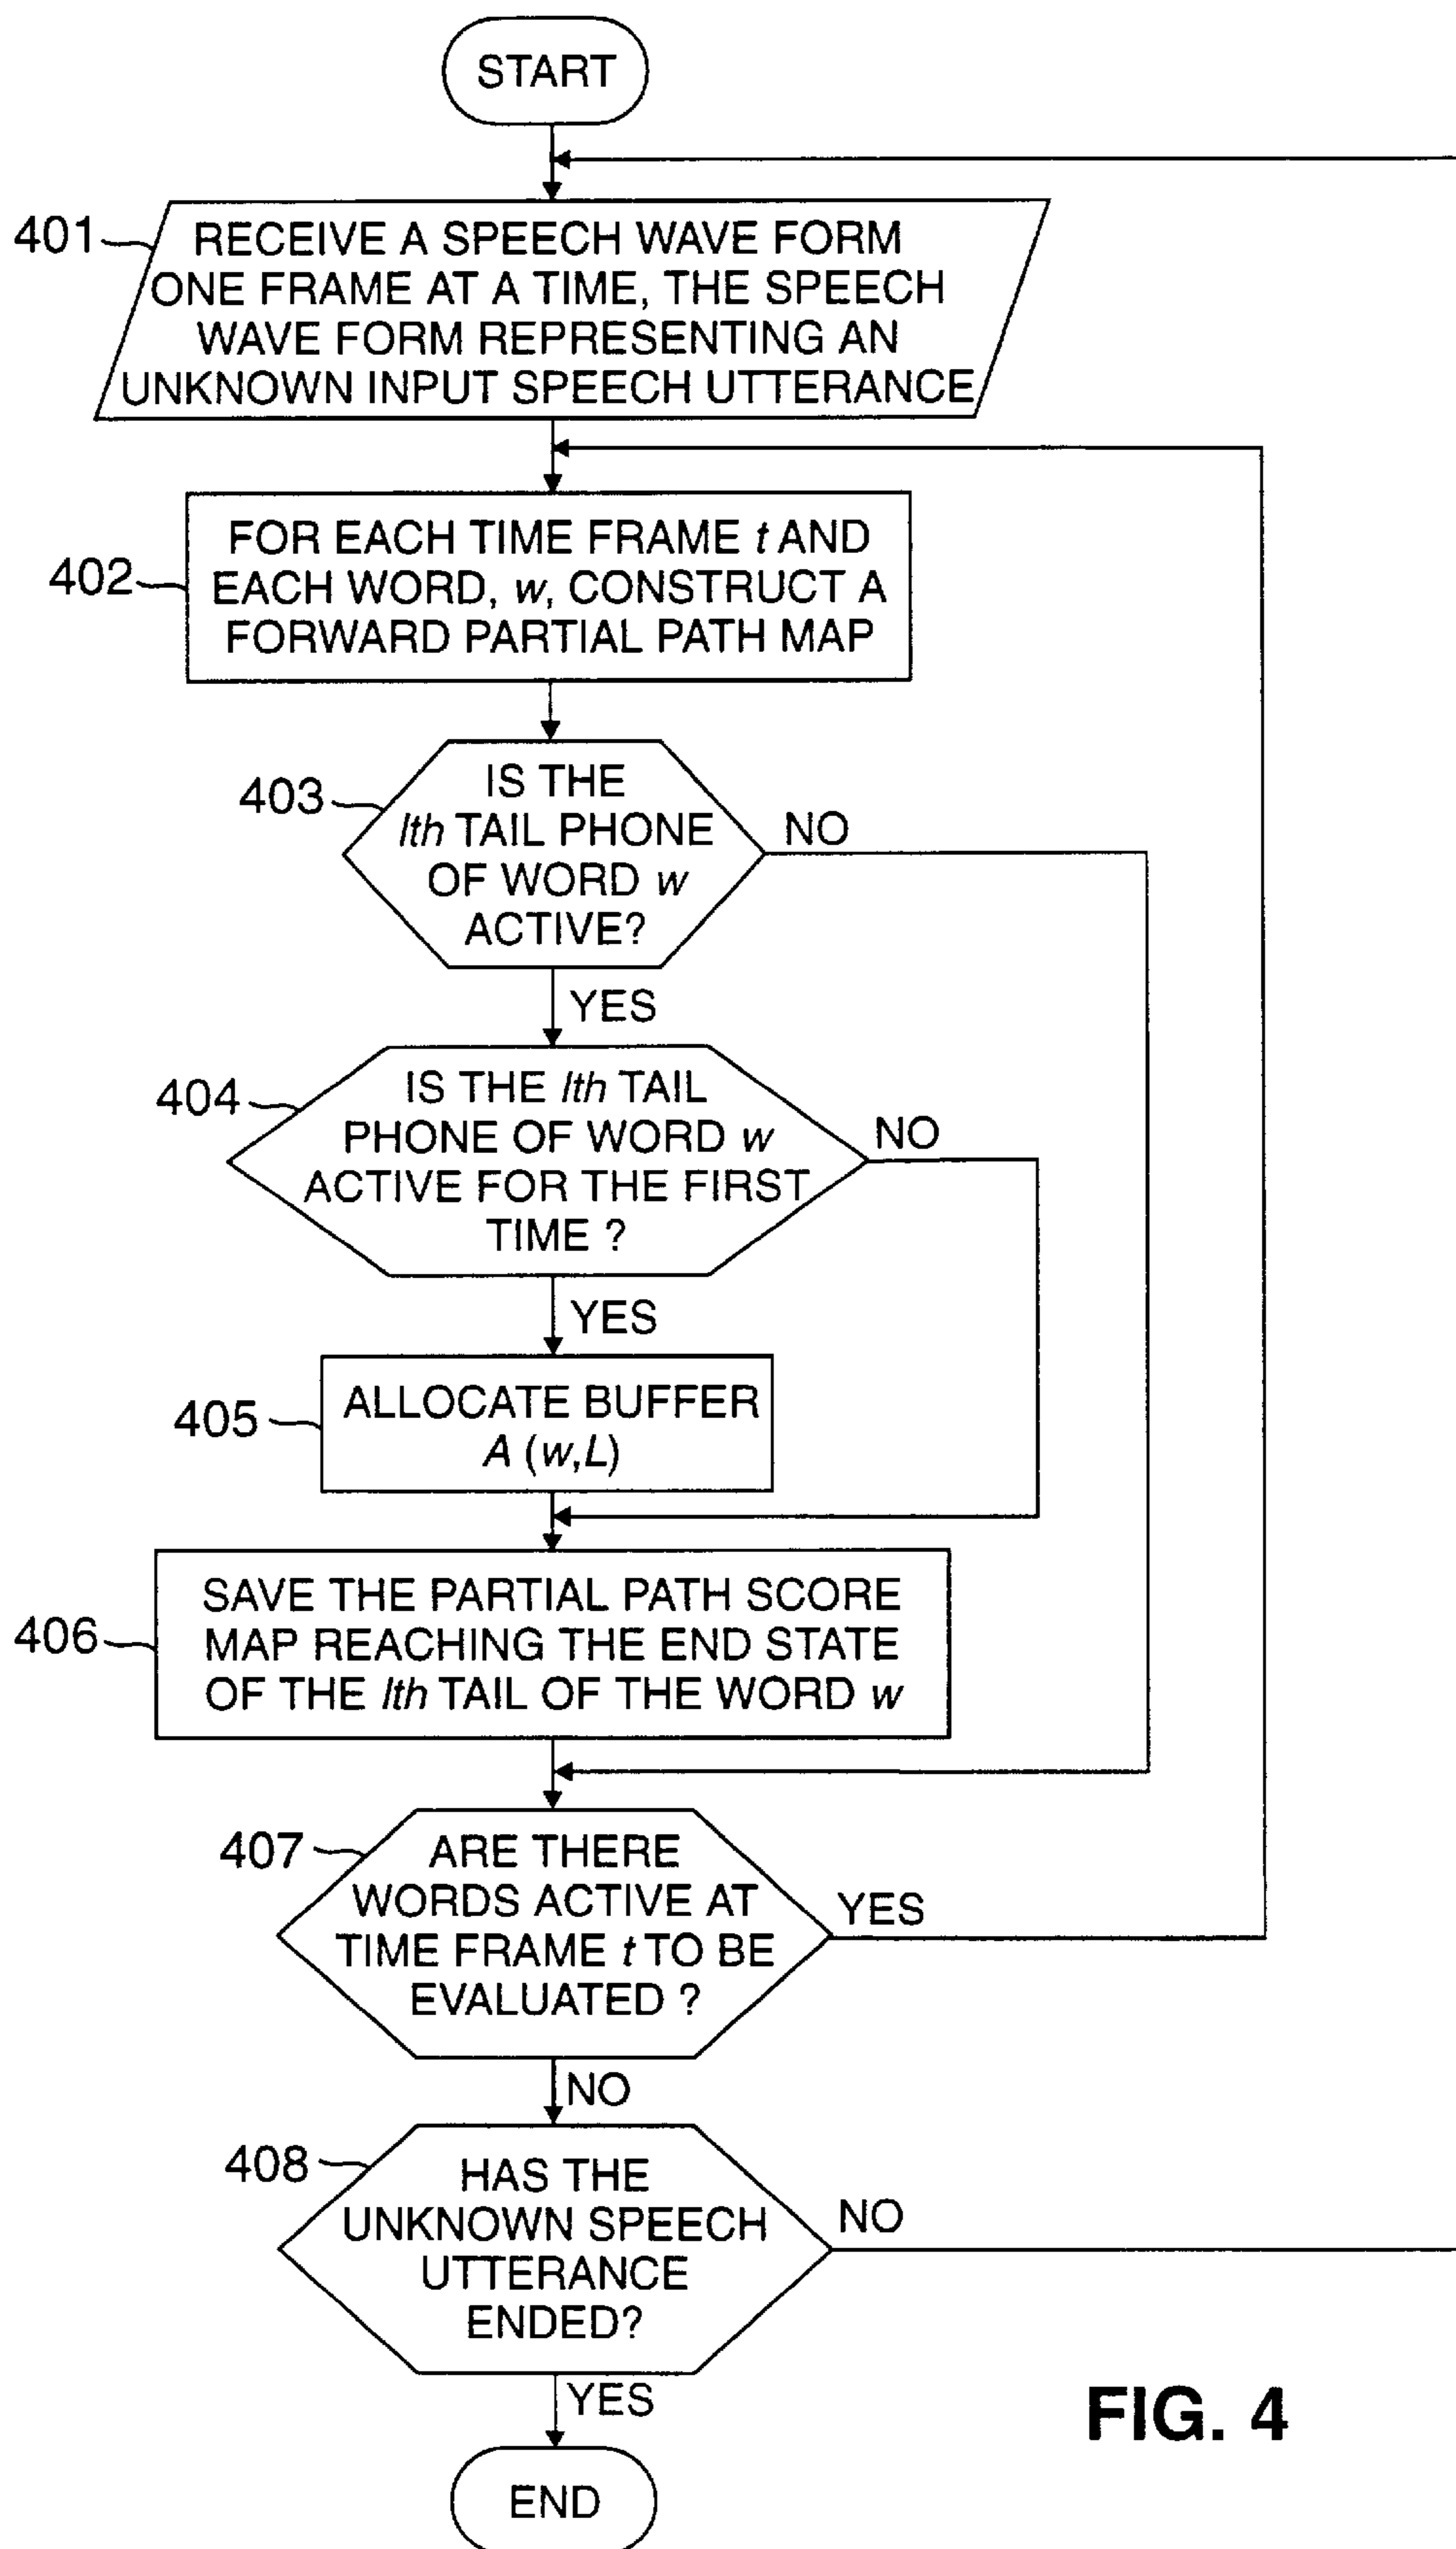 START
401
RECEIVE A SPEECH WAVE FORM
ONE FRAME AT A TIME, THE SPEECH
WAVE FORM REPRESENTING AN
UNKNOWN INPUT SPEECH UTTERANCE
402
FOR EACH TIME FRAME t AND
EACH WORD, w, CONSTRUCT A
FORWARD PARTIAL PATH MAP
403
IS THE
lth TAIL PHONE
OF WORD w
ACTIVE?
NO
YES
404
IS THE lth TAIL
PHONE OF WORD w
ACTIVE FOR THE FIRST
TIME ?
NO
YES
405
ALLOCATE BUFFER
A (w,L)
406
SAVE THE PARTIAL PATH SCORE
MAP REACHING THE END STATE
OF THE lth TAIL OF THE WORD w
407
ARE THERE
WORDS ACTIVE AT
TIME FRAME t TO BE
EVALUATED ?
YES
NO
408
HAS THE
UNKNOWN SPEECH
UTTERANCE
ENDED?
NO
YES
END
FIG. 4